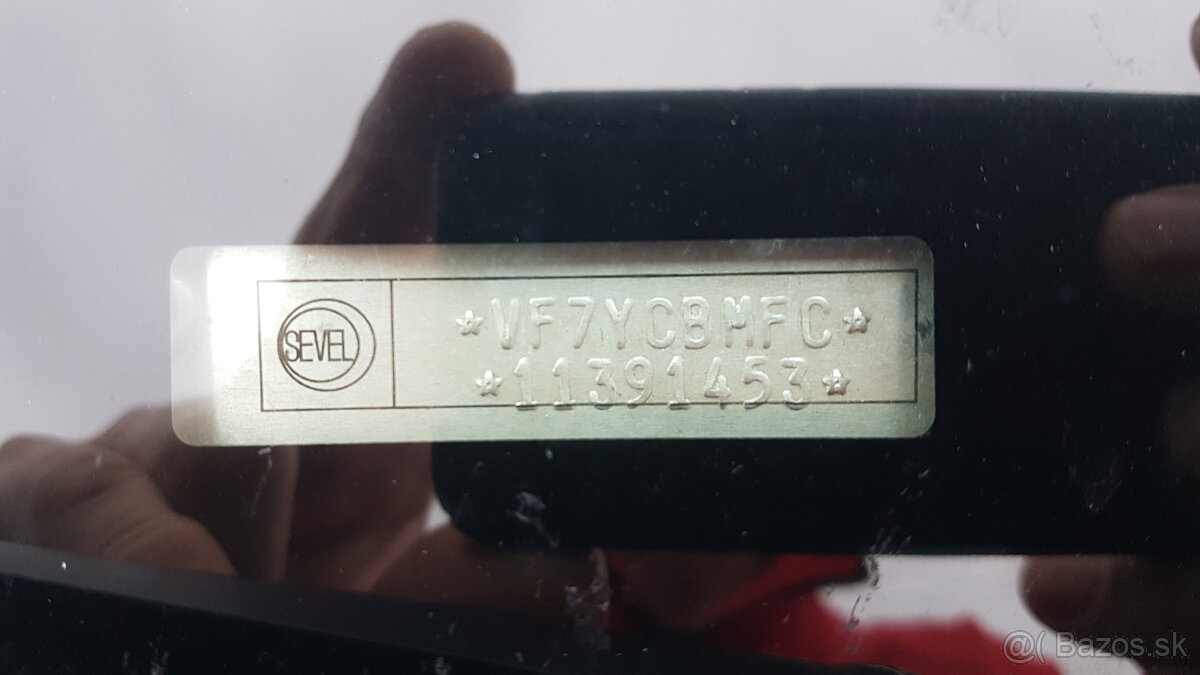 SEVEL
★VF7YCBMFC★
★11391453★
@( Bazos.sk